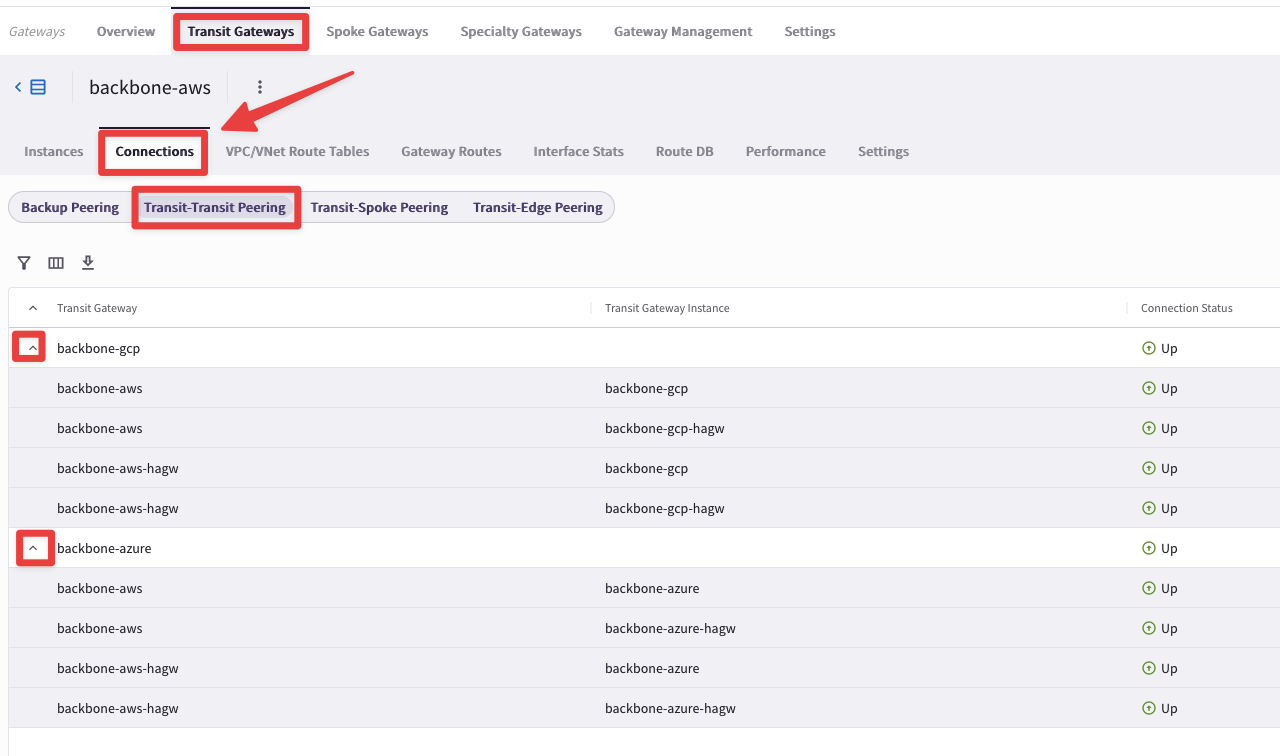 Gateways Overview Transit Gateways Spoke Gateways Specialty Gateways Gateway Management Settings
backbone-aws
Instances Connections VPC/VNet Route Tables Gateway Routes Interface Stats Route DB Performance Settings
Backup Peering Transit-Transit Peering Transit-Spoke Peering Transit-Edge Peering
Transit Gateway Transit Gateway Instance Connection Status
backbone-gcp Up
backbone-aws backbone-gcp Up
backbone-aws backbone-gcp-hagw Up
backbone-aws-hagw backbone-gcp Up
backbone-aws-hagw backbone-gcp-hagw Up
backbone-azure Up
backbone-aws backbone-azure Up
backbone-aws backbone-azure-hagw Up
backbone-aws-hagw backbone-azure Up
backbone-aws-hagw backbone-azure-hagw Up